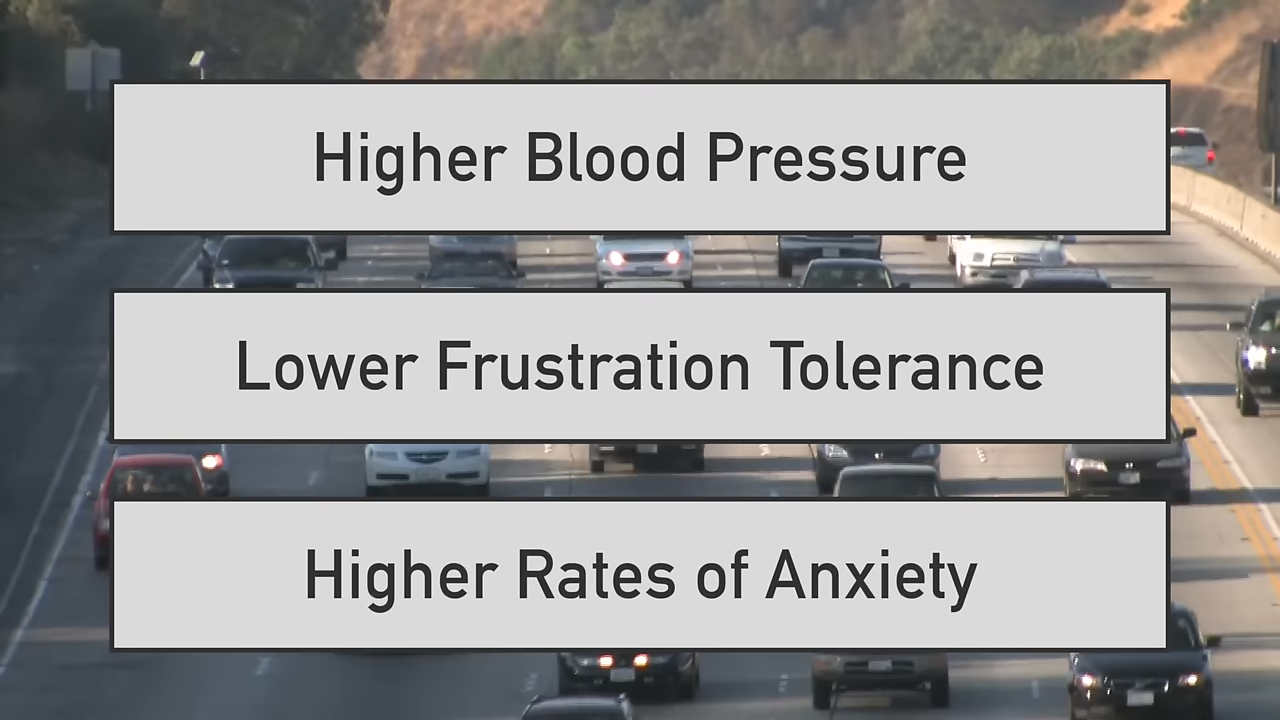 Higher Blood Pressure
Lower Frustration Tolerance
Higher Rates of Anxiety